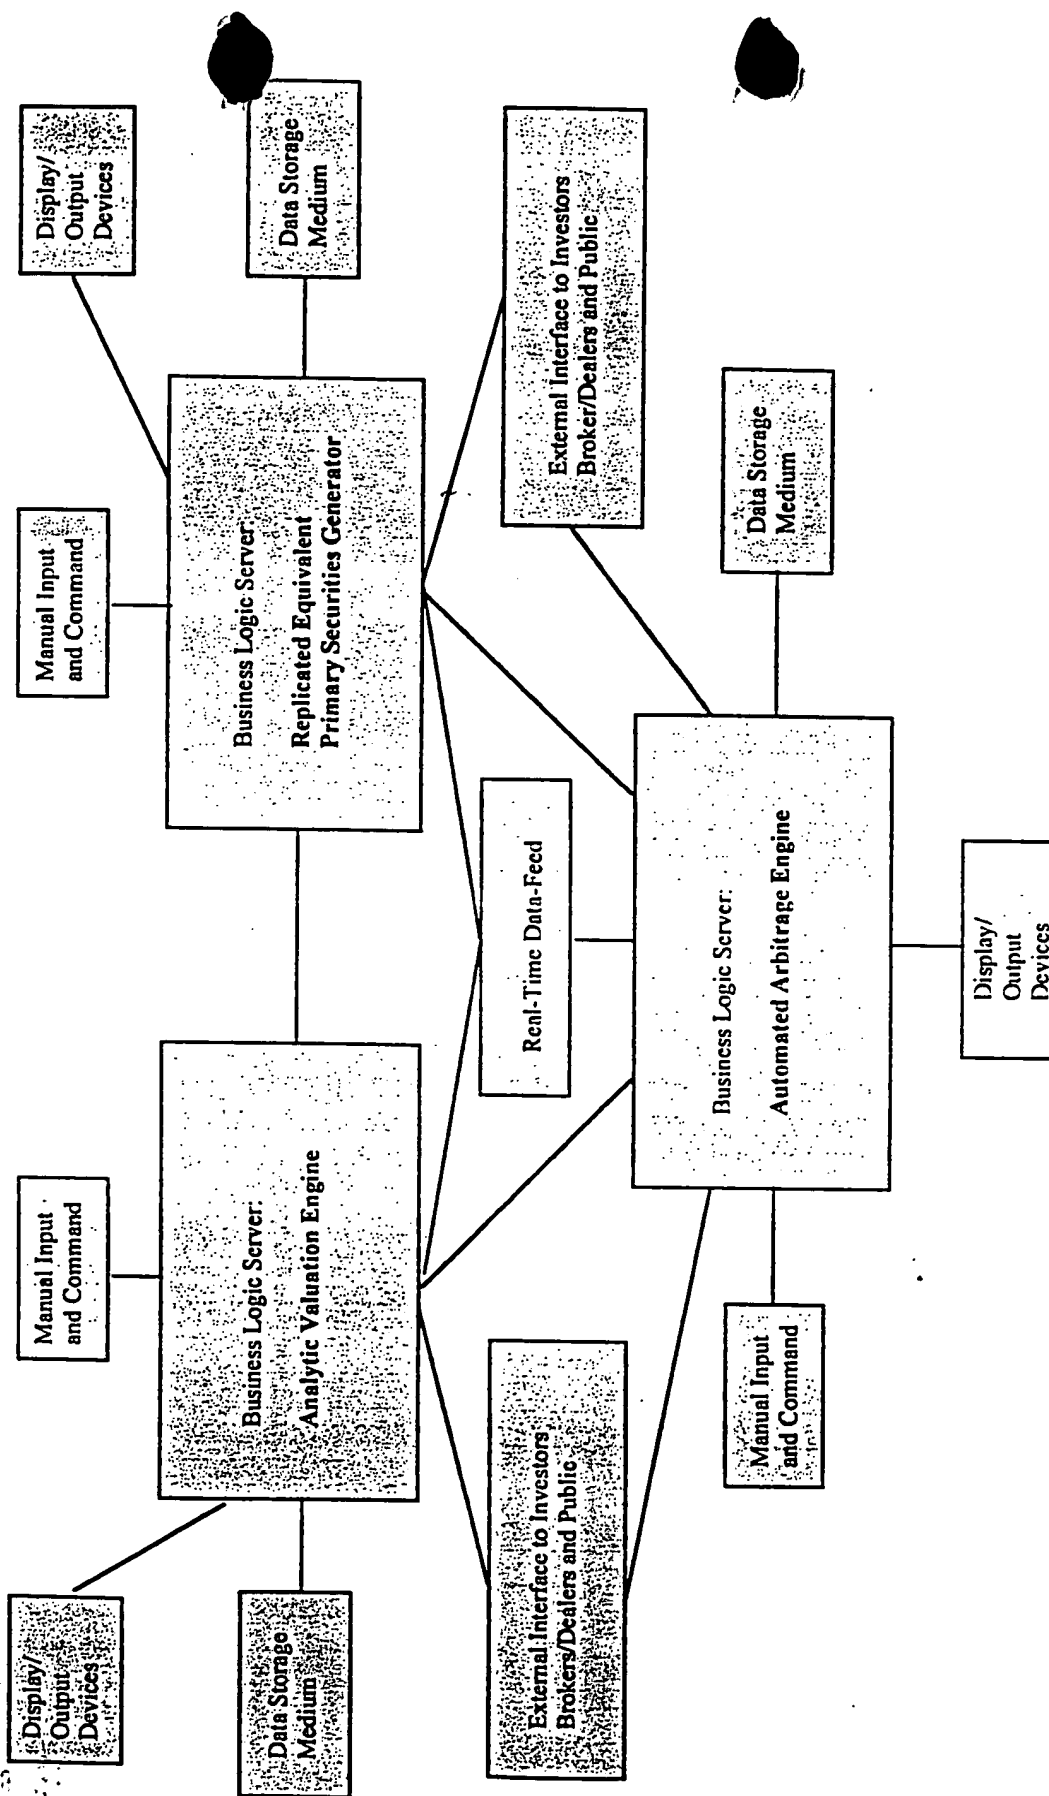 Display/
Output
Devices
Manual Input
and Command
Manual Input
and Command
Display/
Output
Devices
Data Storage
Medium
Business Logic Server:
Analytic Valuation Engine
Business Logic Server:
Replicated Equivalent
Primary Securities Generator
Data Storage
Medium
External Interface to Investors
Brokers/Dealers and Public
Real-Time Data-Feed
External Interface to Investors
Broker/Dealers and Public
Manual Input
and Command
Business Logic Server:
Automated Arbitrage Engine
Data Storage
Medium
Display/
Output
Devices